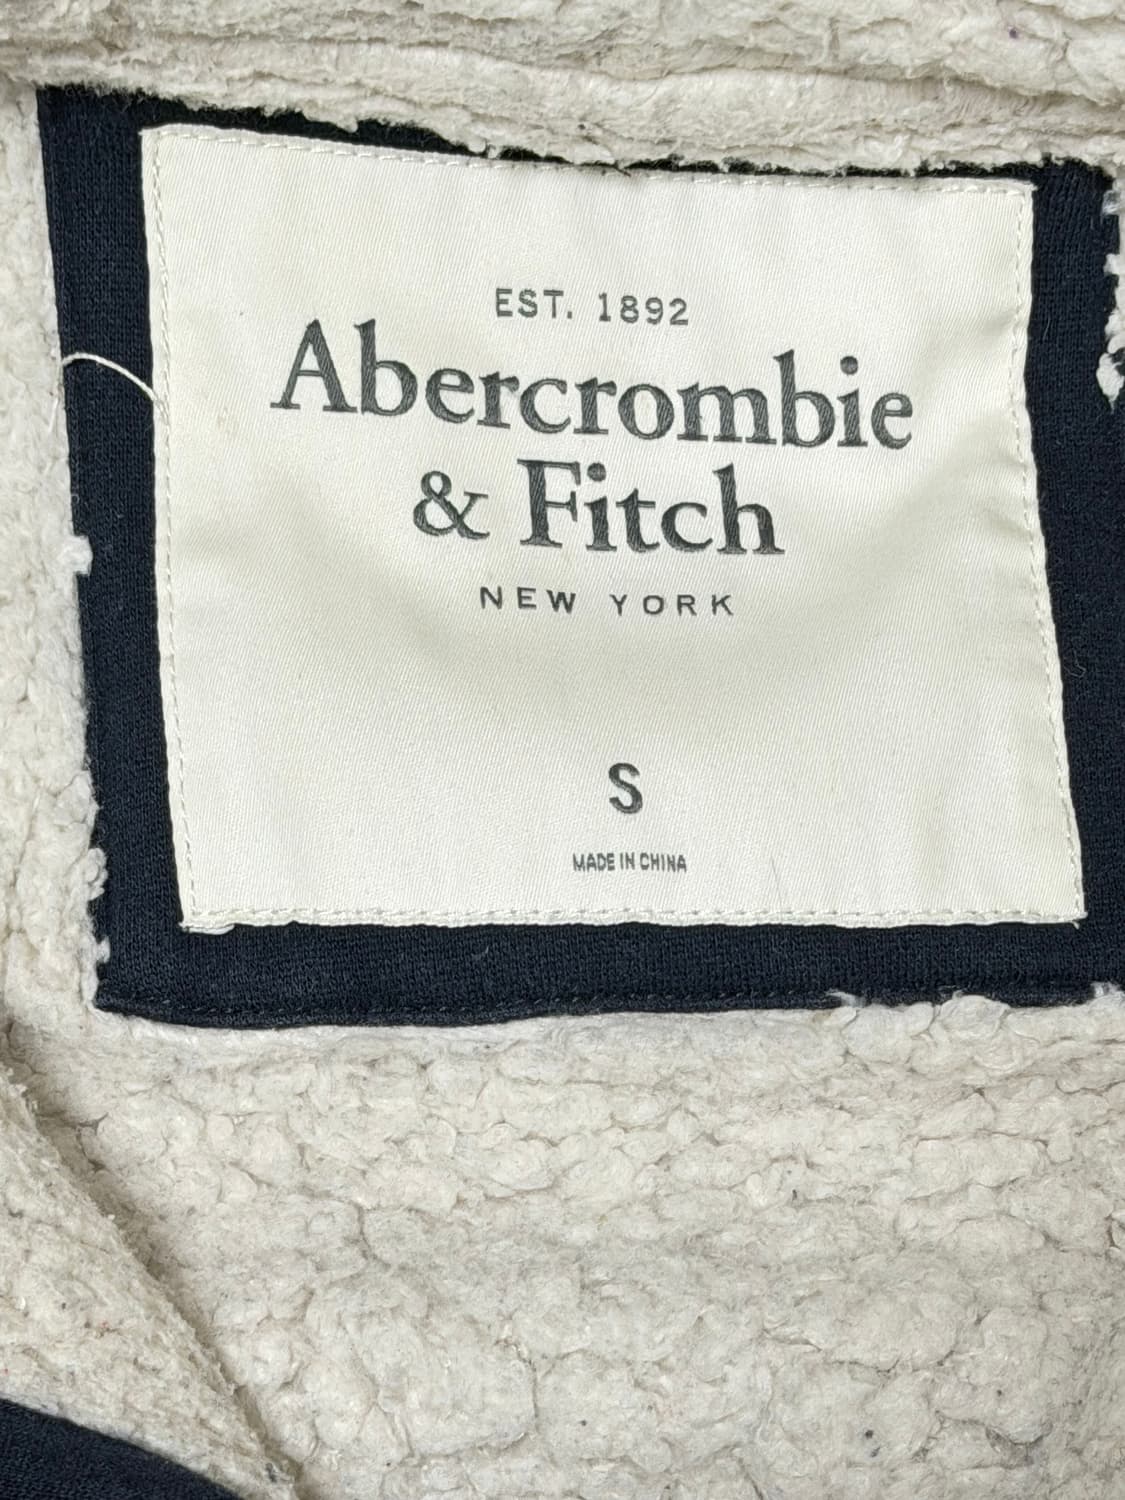 EST. 1892
Abercrombie
& Fitch
NEW YORK
S
MADE IN CHINA